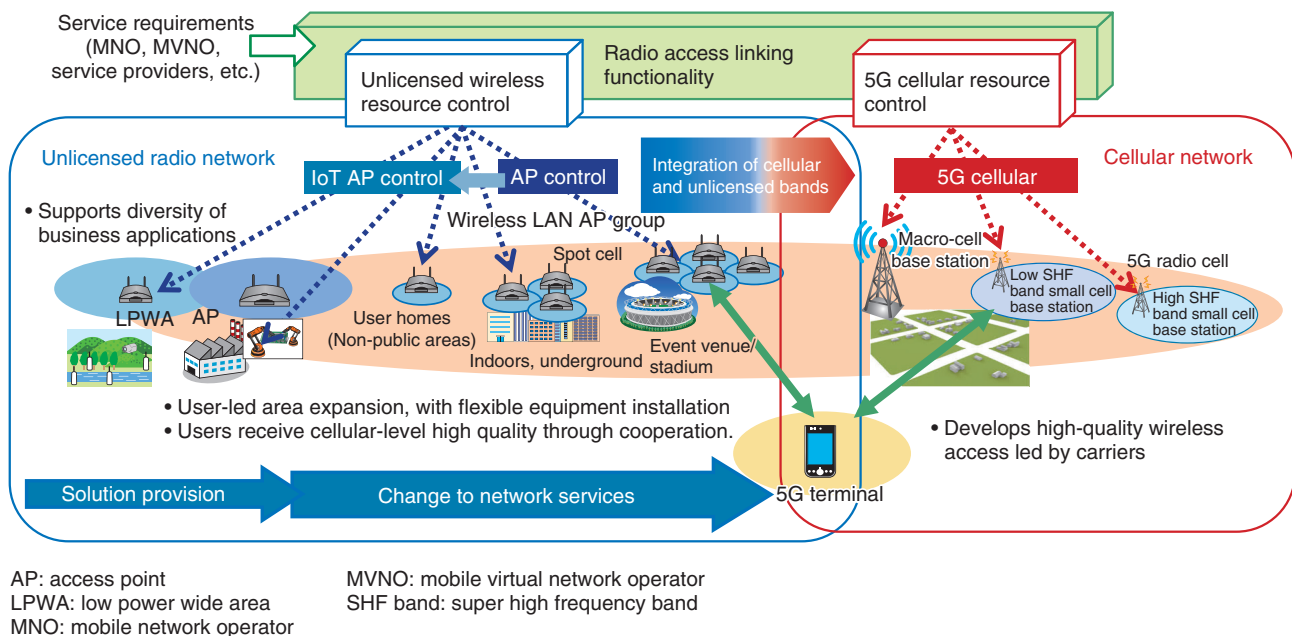 Service requirements
(MNO, MVNO,
service providers, etc.)
Radio access linking
functionality
Unlicensed wireless
resource control
5G cellular resource
control
Unlicensed radio network
IoT AP control
AP control
Integration of cellular
and unlicensed bands
Cellular network
5G cellular
• Supports diversity of
business applications
Wireless LAN AP group
Spot cell
Macro-cell
base station
5G radio cell
Low SHF
band small cell
base station
High SHF
band small cell
base station
LPWA
AP
User homes
(Non-public areas)
Indoors, underground
Event venue/
stadium
• User-led area expansion, with flexible equipment installation
• Users receive cellular-level high quality through cooperation.
• Develops high-quality wireless
access led by carriers
Solution provision
Change to network services
5G terminal
AP: access point
LPWA: low power wide area
MNO: mobile network operator
MVNO: mobile virtual network operator
SHF band: super high frequency band